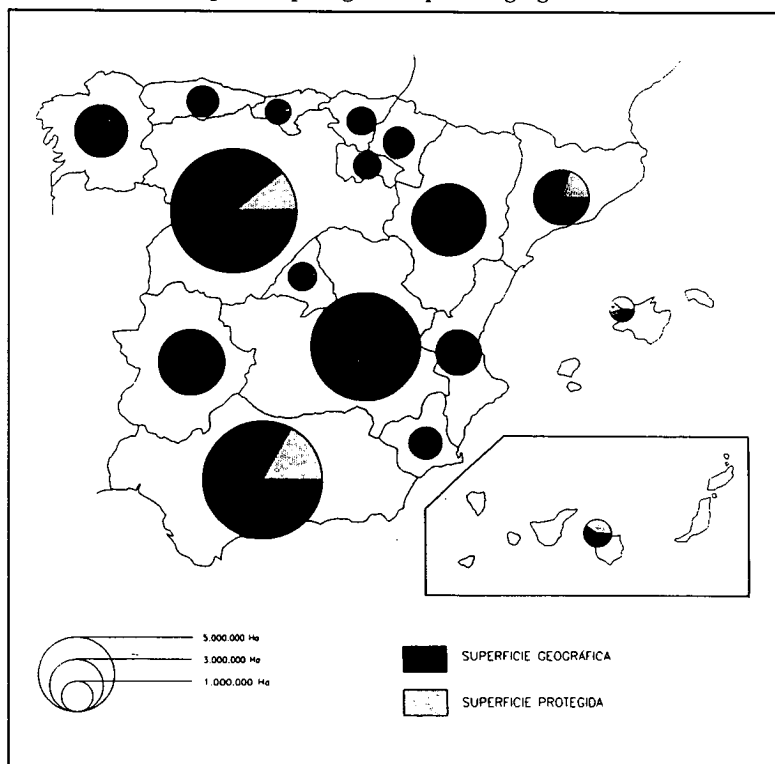 5.000.000 Ha
3.000.000 Ha
1.000.000 Ha
SUPERFICIE GEOGRÁFICA
SUPERFICIE PROTEGIDA